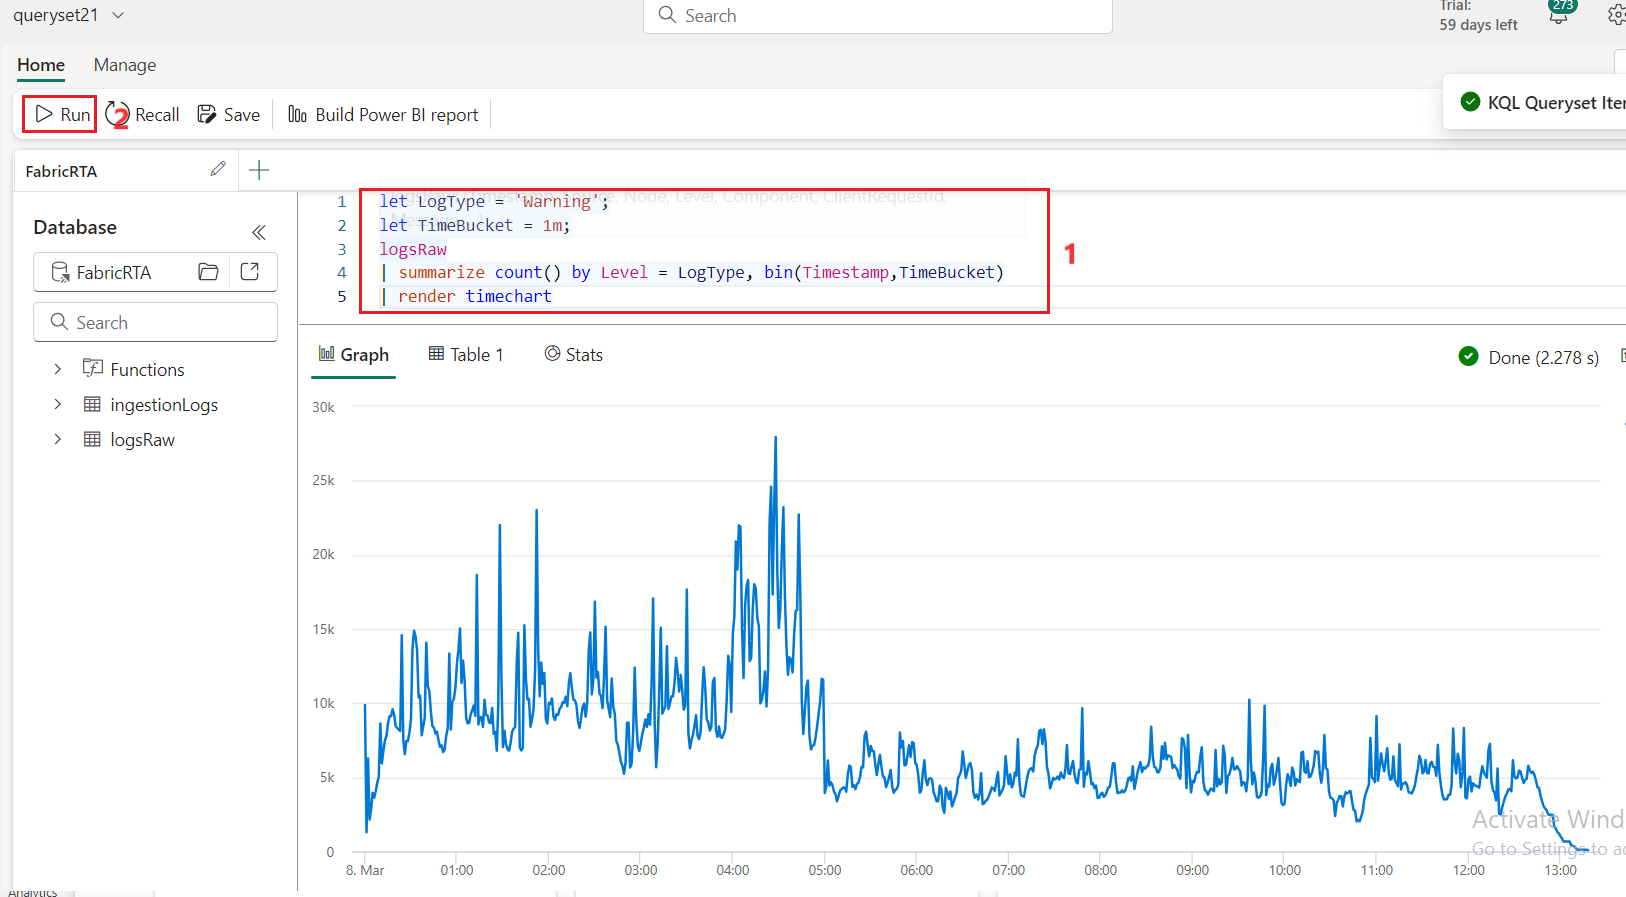 queryset21
Search
Trial:
59 days left
273
Home
Manage
Run
2
Recall
Save
Build Power BI report
KQL Queryset Iter
FabricRTA
Database
FabricRTA
Search
Functions
ingestionLogs
logsRaw
1 let LogType = 'Warning';
Node, Level, Component, ClientRequestId,
2 let TimeBucket = 1m;
3 logsRaw
4 | summarize count() by Level = LogType, bin(Timestamp,TimeBucket)
5 | render timechart
1
Graph
Table 1
Stats
Done (2.278 s)
30k
25k
20k
15k
10k
5k
0
8. Mar 01:00 02:00 03:00 04:00 05:00 06:00 07:00 08:00 09:00 10:00 11:00 12:00 13:00
Activate Wind
Go to Settings to a
Analytics